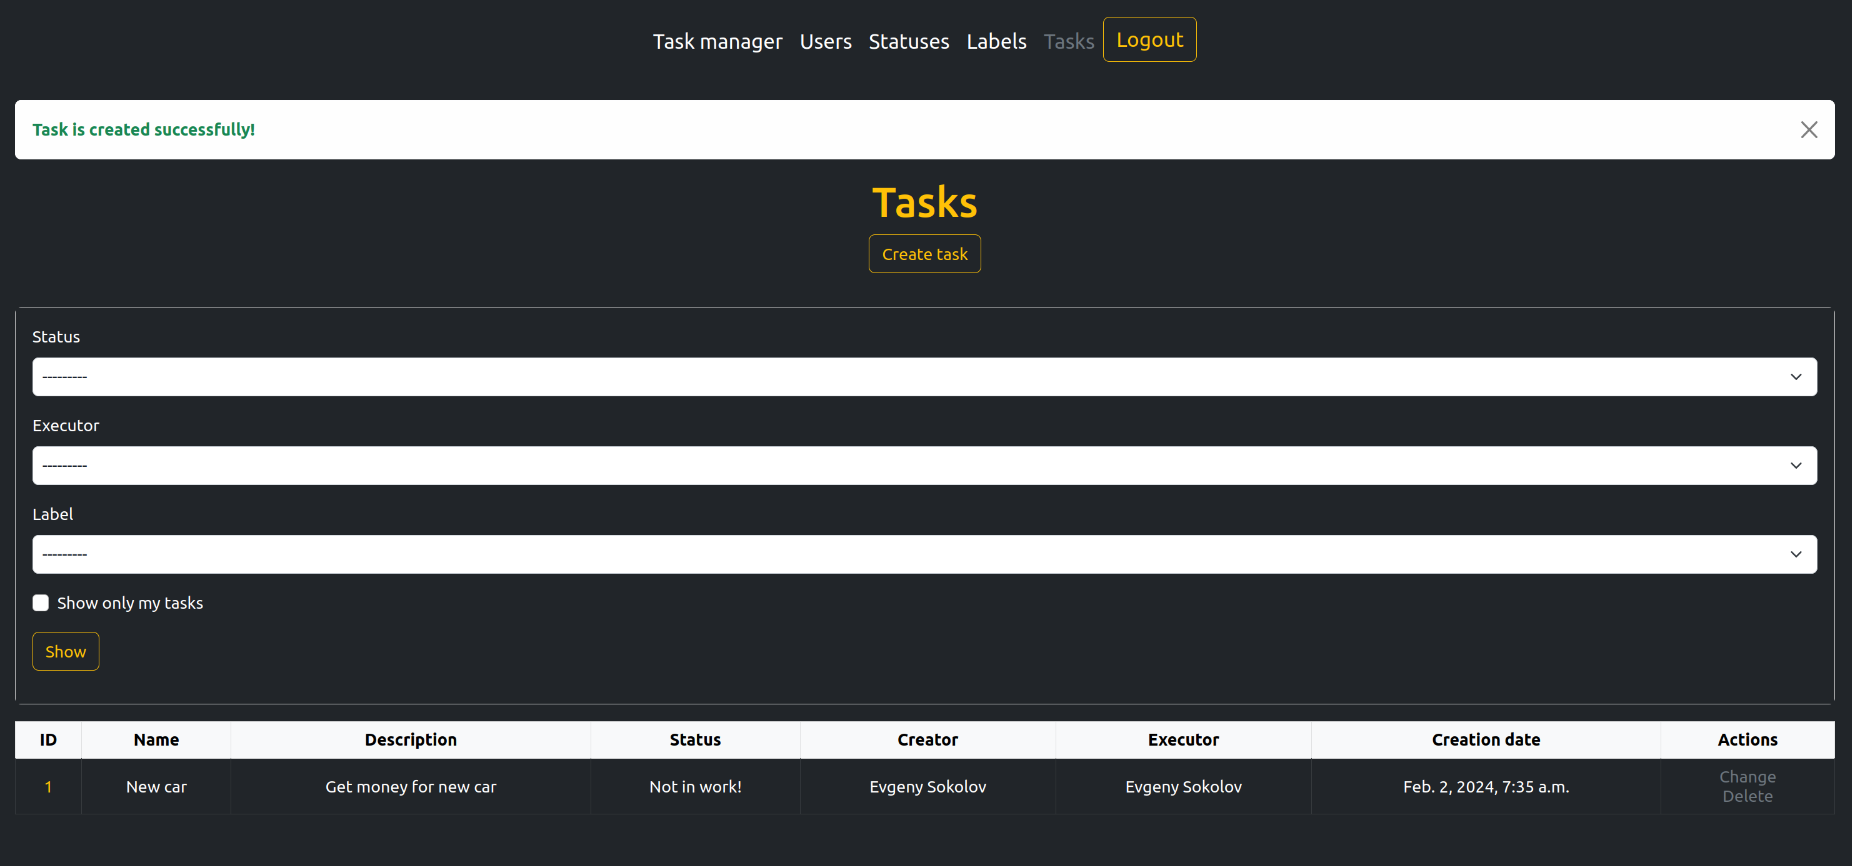 Task manager Users Statuses Labels Tasks Logout
Task is created successfully!
Tasks
Create task
Status
---------
Executor
---------
Label
---------
Show only my tasks
Show
ID Name Description Status Creator Executor Creation date Actions
1 New car Get money for new car Not in work! Evgeny Sokolov Evgeny Sokolov Feb. 2, 2024, 7:35 a.m. Change
Delete